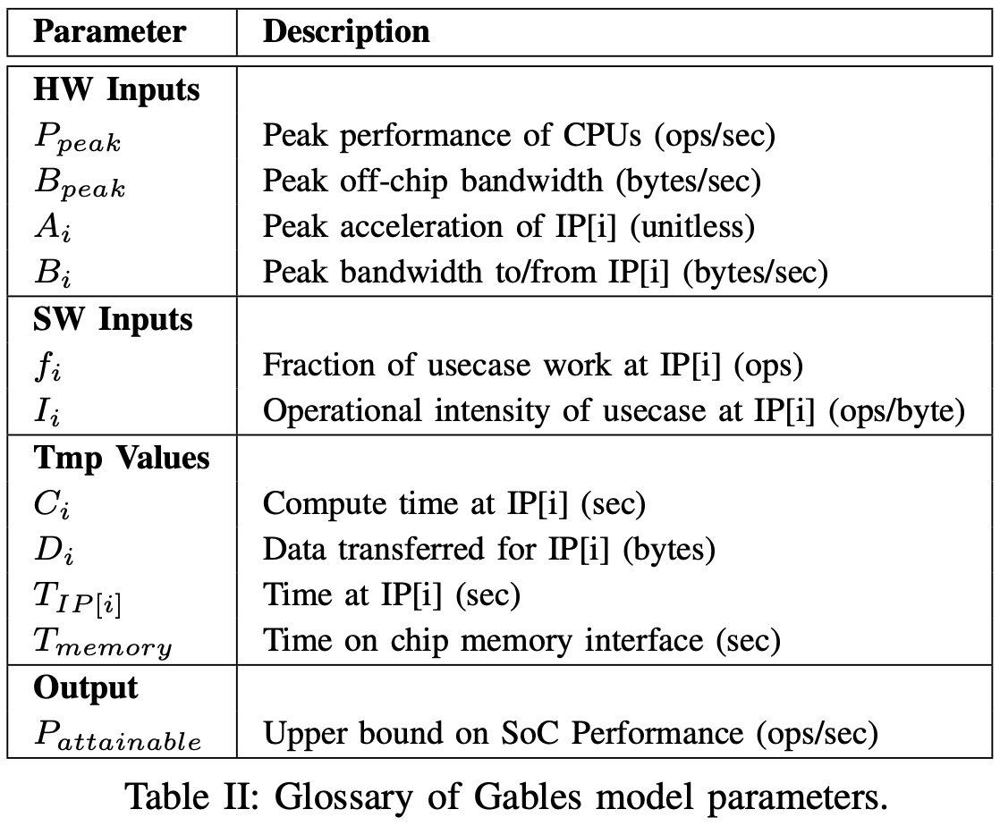 Parameter Description
HW Inputs
P_peak Peak performance of CPUs (ops/sec)
B_peak Peak off-chip bandwidth (bytes/sec)
A_i Peak acceleration of IP[i] (unitless)
B_i Peak bandwidth to/from IP[i] (bytes/sec)
SW Inputs
f_i Fraction of usecase work at IP[i] (ops)
I_i Operational intensity of usecase at IP[i] (ops/byte)
Tmp Values
C_i Compute time at IP[i] (sec)
D_i Data transferred for IP[i] (bytes)
T_IP[i] Time at IP[i] (sec)
T_memory Time on chip memory interface (sec)
Output
P_attainable Upper bound on SoC Performance (ops/sec)
Table II: Glossary of Gables model parameters.